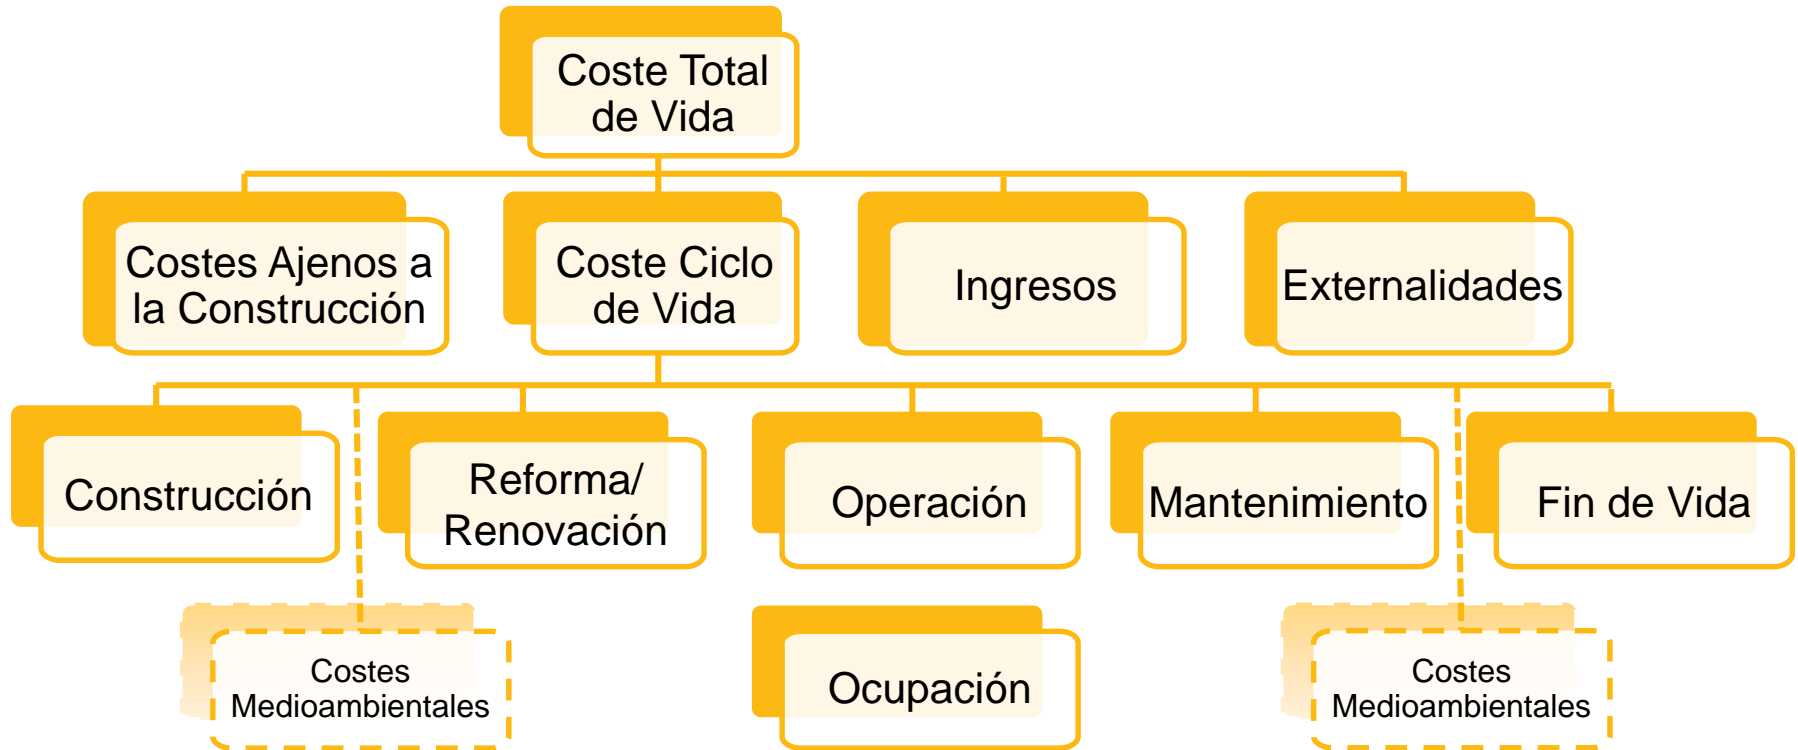 Coste Total
de Vida
Costes Ajenos a
la Construcción
Coste Ciclo
de Vida
Ingresos
Externalidades
Construcción
Reforma/
Renovación
Operación
Mantenimiento
Fin de Vida
Costes
Medioambientales
Ocupación
Costes
Medioambientales